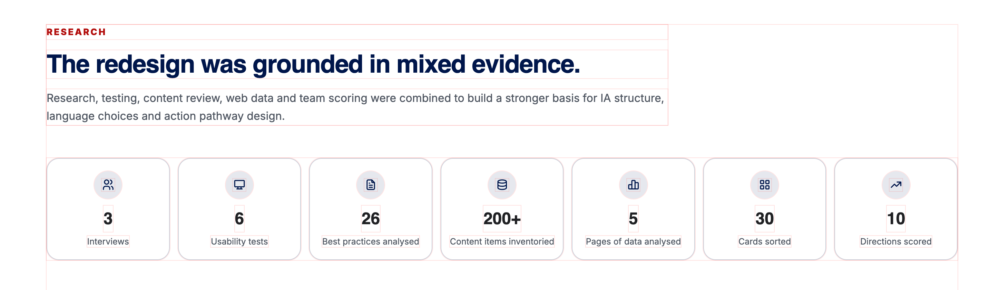 RESEARCH
The redesign was grounded in mixed evidence.
Research, testing, content review, web data and team scoring were combined to build a stronger basis for IA structure,
language choices and action pathway design.
3
Interviews
6
Usability tests
26
Best practices analysed
200+
Content items inventoried
5
Pages of data analysed
30
Cards sorted
10
Directions scored